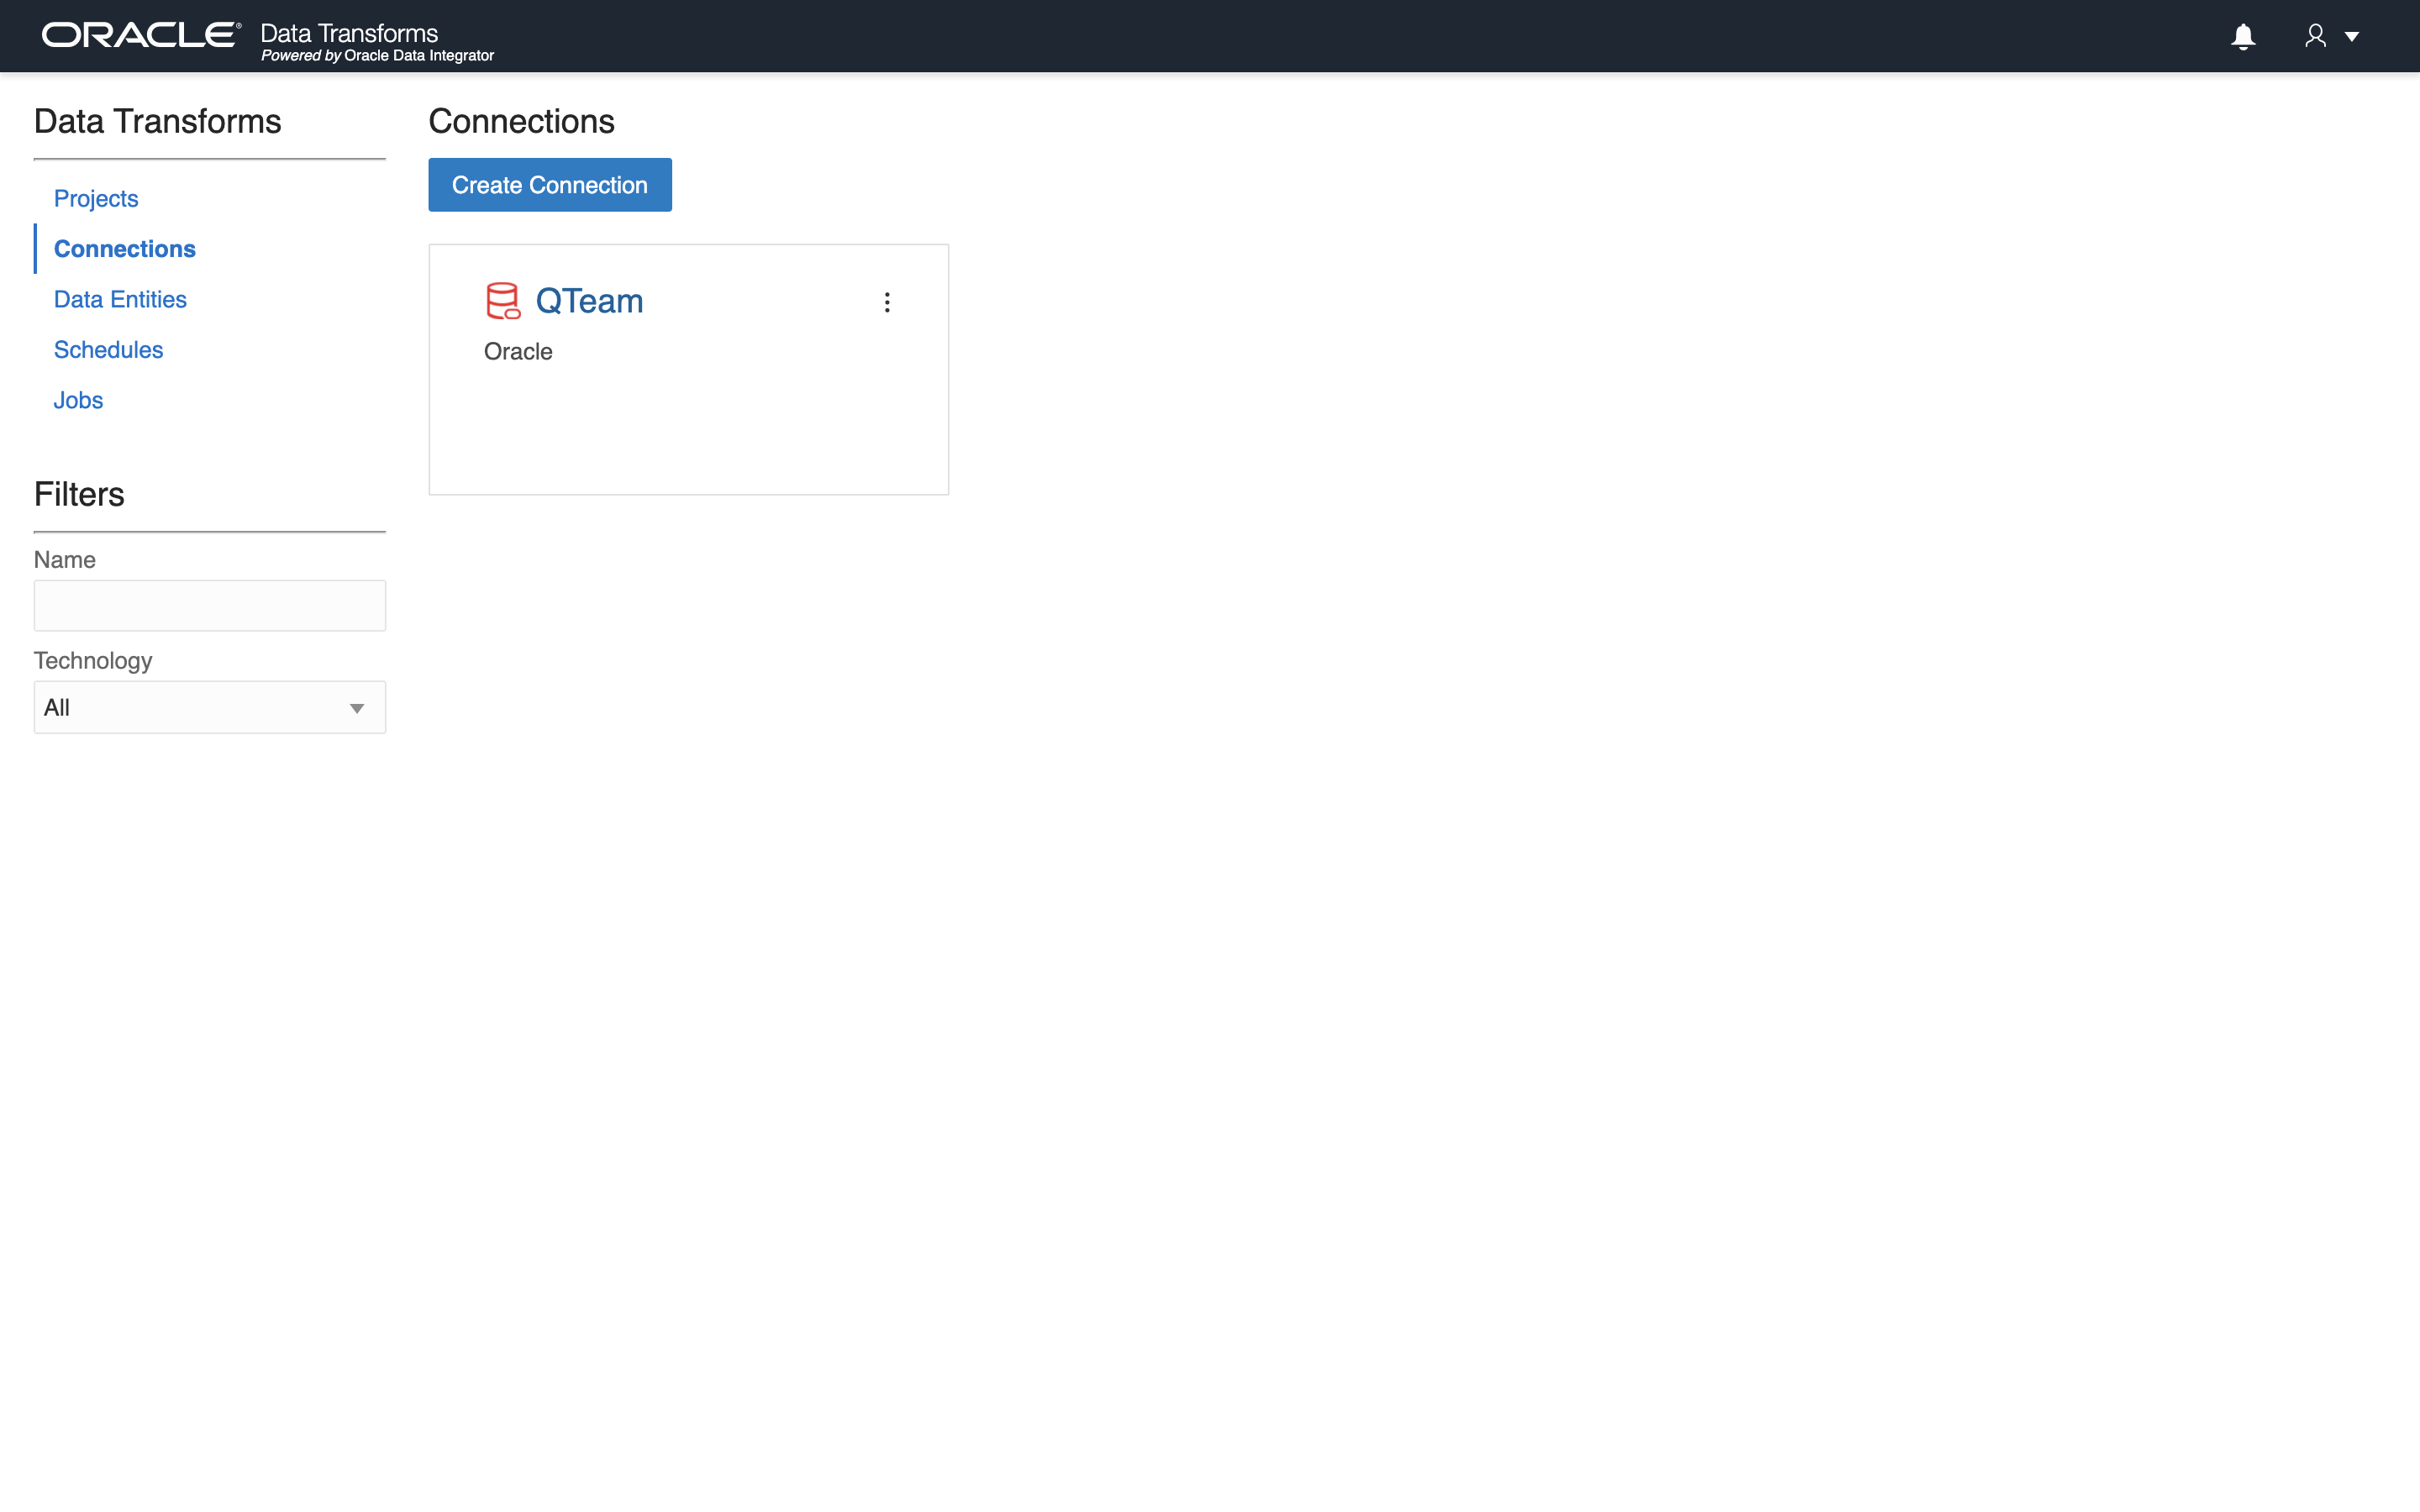 ORACLE®
Data Transforms
Powered by Oracle Data Integrator
Data Transforms
Projects
Connections
Data Entities
Schedules
Jobs
Filters
Name
Technology
All
Connections
Create Connection
QTeam
Oracle